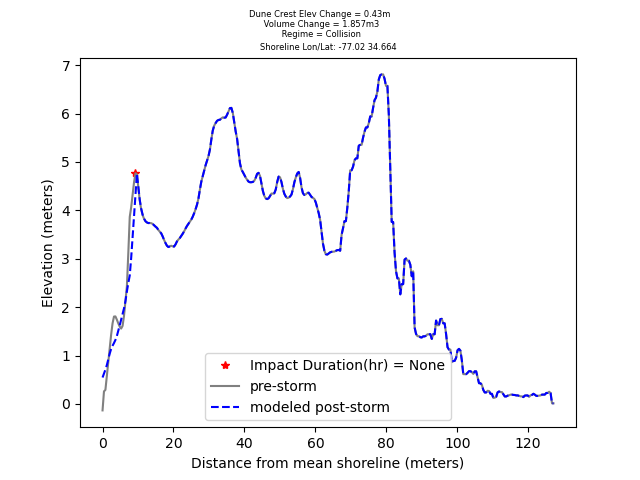 Dune Crest Elev Change = 0.43m
Volume Change = 1.857m3
Regime = Collision
Shoreline Lon/Lat: -77.02 34.664
7
6
5
4
3
2
1
0
Elevation (meters)
Impact Duration(hr) = None
pre-storm
modeled post-storm
0 20 40 60 80 100 120
Distance from mean shoreline (meters)